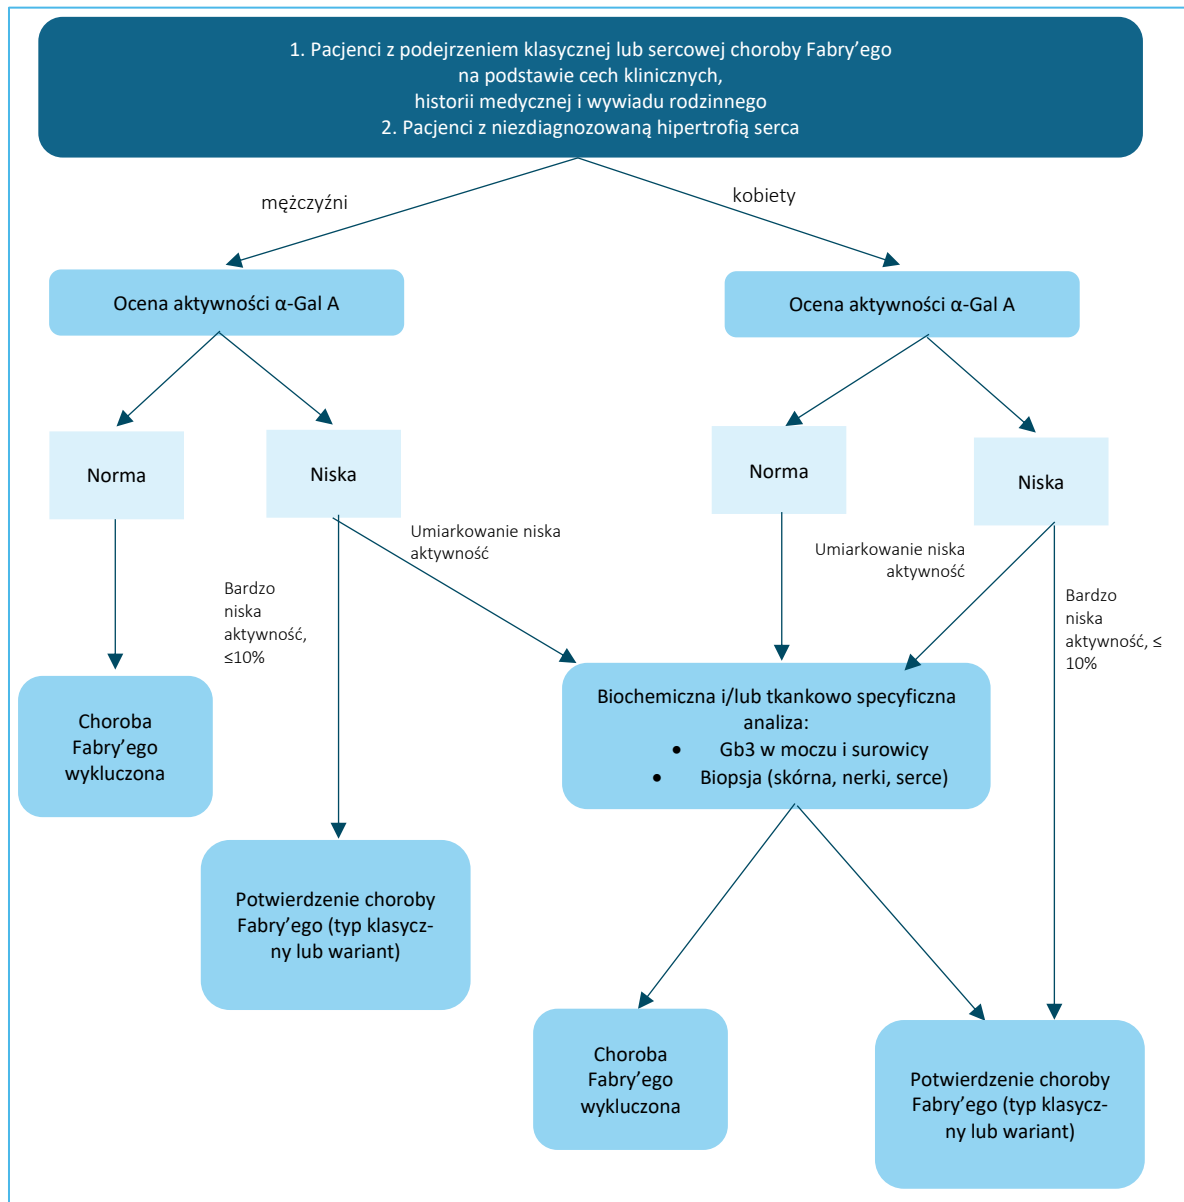 1. Pacjenci z podejrzeniem klasycznej lub sercowej choroby Fabry’ego
na podstawie cech klinicznych,
historii medycznej i wywiadu rodzinnego
2. Pacjenci z niezdiagnozowaną hipertrofią serca
mężczyźni
kobiety
Ocena aktywności α-Gal A
Ocena aktywności α-Gal A
Norma
Niska
Norma
Niska
Umiarkowanie niska
aktywność
Umiarkowanie niska
aktywność
Bardzo
niska
aktywność,
≤10%
Bardzo
niska
aktywność, ≤
10%
Choroba
Fabry’ego
wykluczona
Biochemiczna i/lub tkankowo specyficzna
analiza:
• Gb3 w moczu i surowicy
• Biopsja (skórna, nerki, serce)
Potwierdzenie choroby
Fabry’ego (typ klasycz-
ny lub wariant)
Choroba
Fabry’ego
wykluczona
Potwierdzenie choroby
Fabry’ego (typ klasycz-
ny lub wariant)